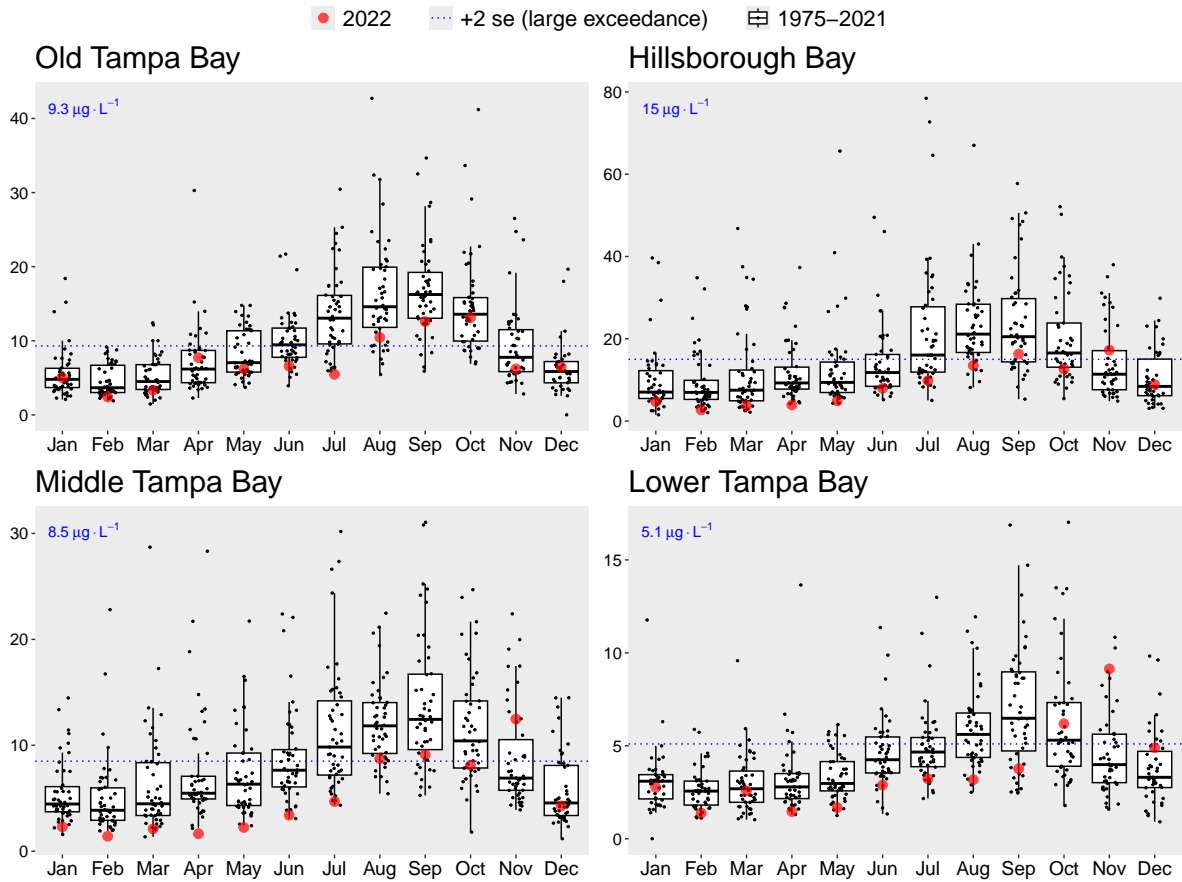 2022 +2 se (large exceedance) 1975−2021
Old Tampa Bay
9.3 µg⋅L⁻¹
40
30
20
10
0
Jan Feb Mar Apr May Jun Jul Aug Sep Oct Nov Dec
Hillsborough Bay
15 µg⋅L⁻¹
80
60
40
20
0
Jan Feb Mar Apr May Jun Jul Aug Sep Oct Nov Dec
Middle Tampa Bay
8.5 µg⋅L⁻¹
30
20
10
0
Jan Feb Mar Apr May Jun Jul Aug Sep Oct Nov Dec
Lower Tampa Bay
5.1 µg⋅L⁻¹
15
10
5
0
Jan Feb Mar Apr May Jun Jul Aug Sep Oct Nov Dec